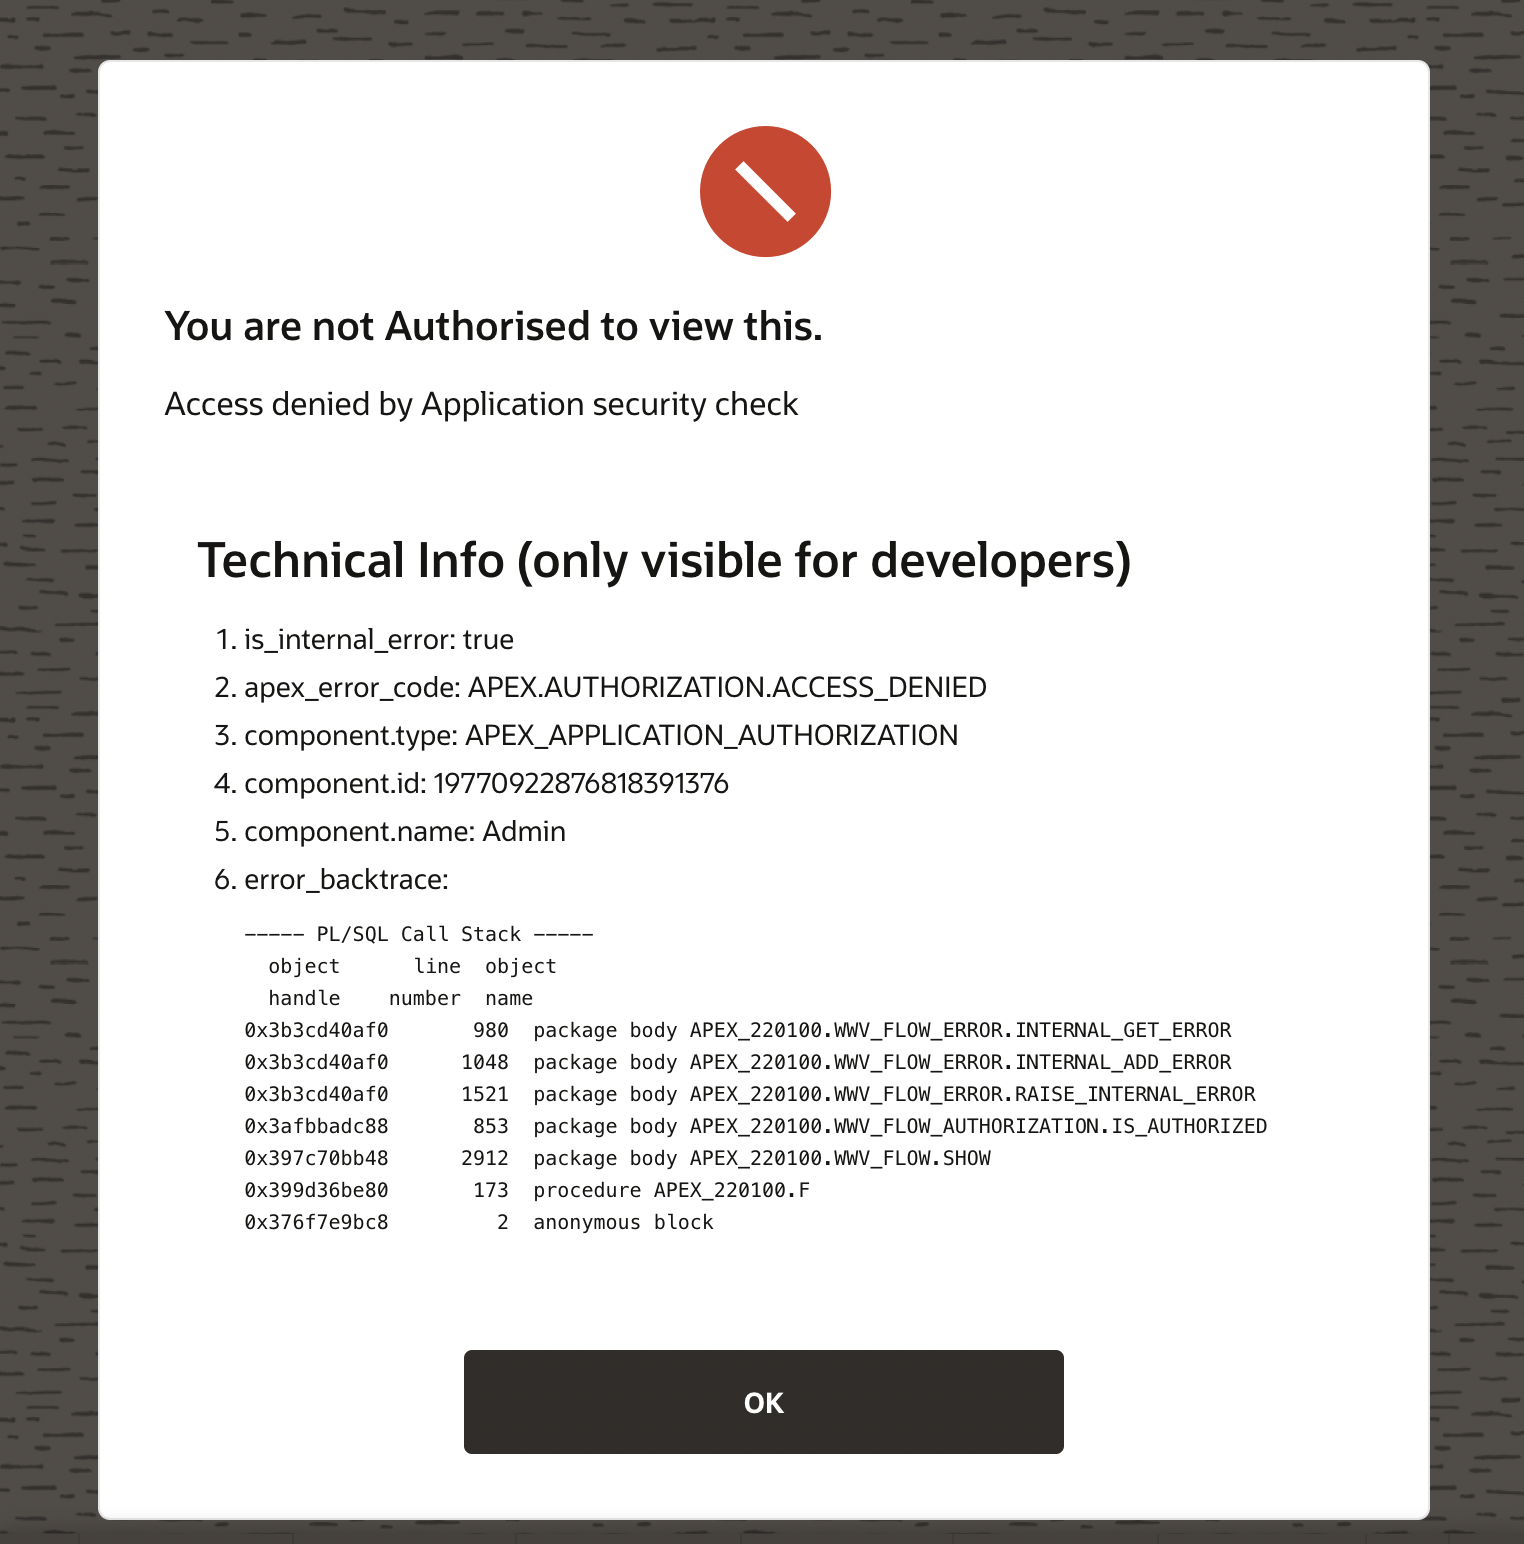 You are not Authorised to view this.
Access denied by Application security check
Technical Info (only visible for developers)
1. is_internal_error: true
2. apex_error_code: APEX.AUTHORIZATION.ACCESS_DENIED
3. component.type: APEX_APPLICATION_AUTHORIZATION
4. component.id: 19770922876818391376
5. component.name: Admin
6. error_backtrace:
----- PL/SQL Call Stack -----
  object      line  object
  handle    number  name
0x3b3cd40af0       980  package body APEX_220100.WWV_FLOW_ERROR.INTERNAL_GET_ERROR
0x3b3cd40af0      1048  package body APEX_220100.WWV_FLOW_ERROR.INTERNAL_ADD_ERROR
0x3b3cd40af0      1521  package body APEX_220100.WWV_FLOW_ERROR.RAISE_INTERNAL_ERROR
0x3afbbadc88       853  package body APEX_220100.WWV_FLOW_AUTHORIZATION.IS_AUTHORIZED
0x397c70bb48      2912  package body APEX_220100.WWV_FLOW.SHOW
0x399d36be80       173  procedure APEX_220100.F
0x376f7e9bc8         2  anonymous block
OK